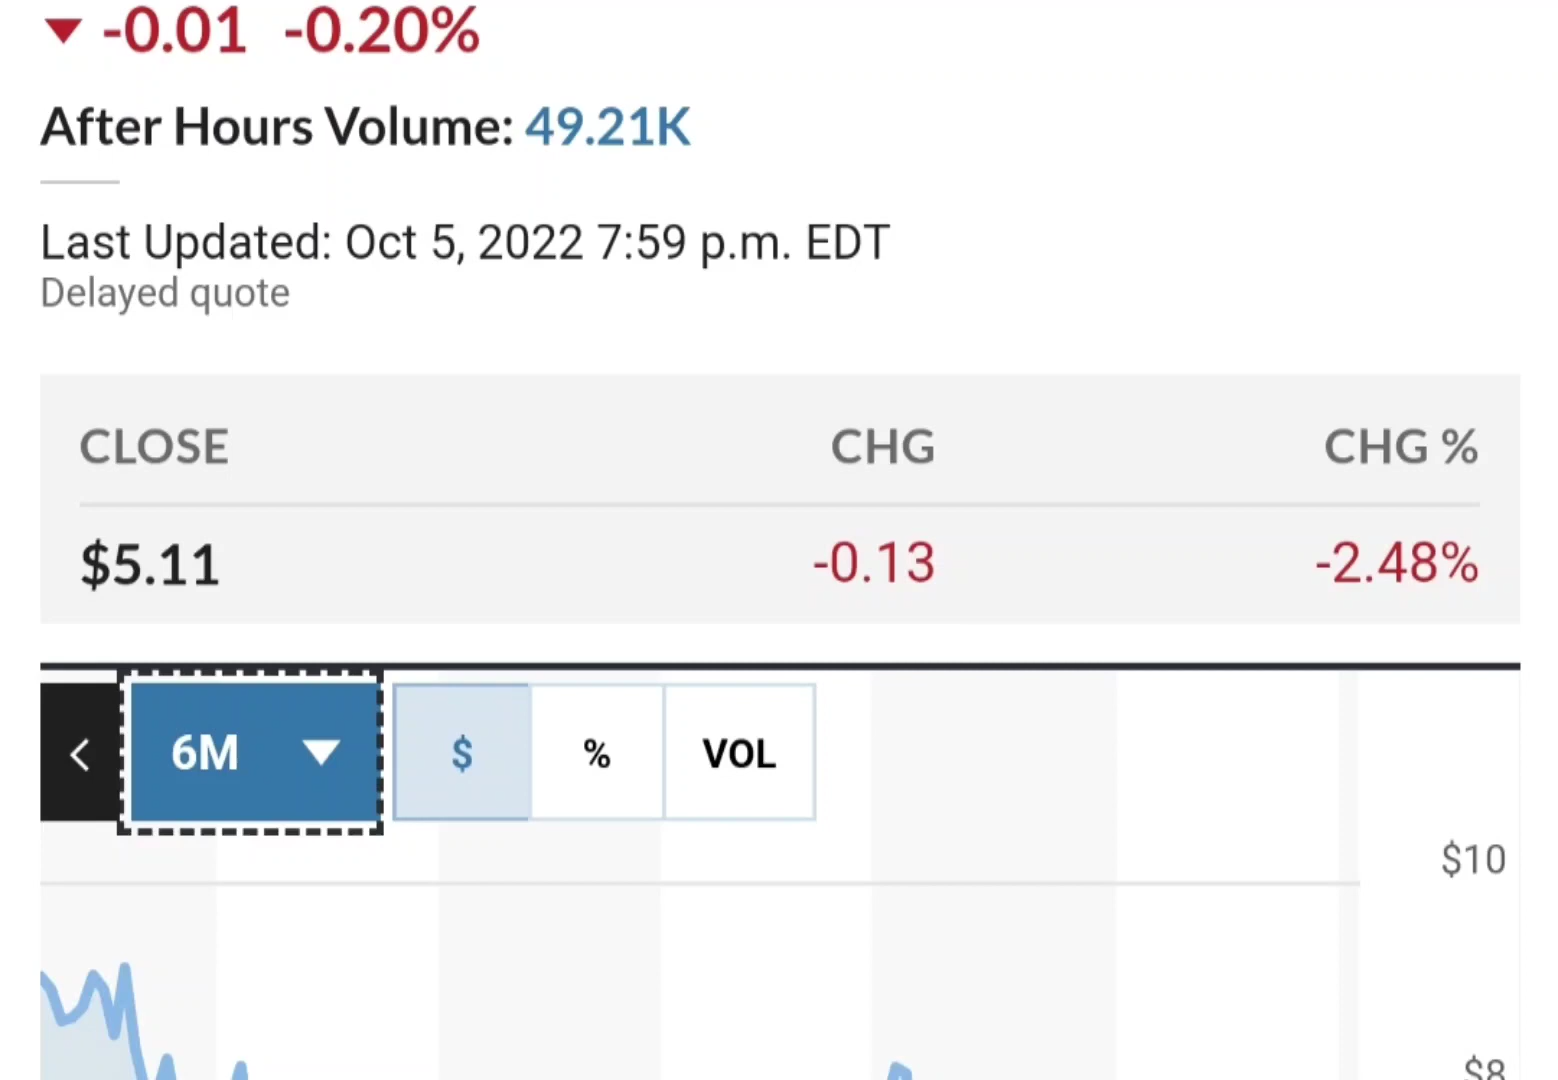 -0.01 -0.20%
After Hours Volume: 49.21K
Last Updated: Oct 5, 2022 7:59 p.m. EDT
Delayed quote
CLOSE CHG CHG %
$5.11 -0.13 -2.48%
6M $ % VOL
$10
$8